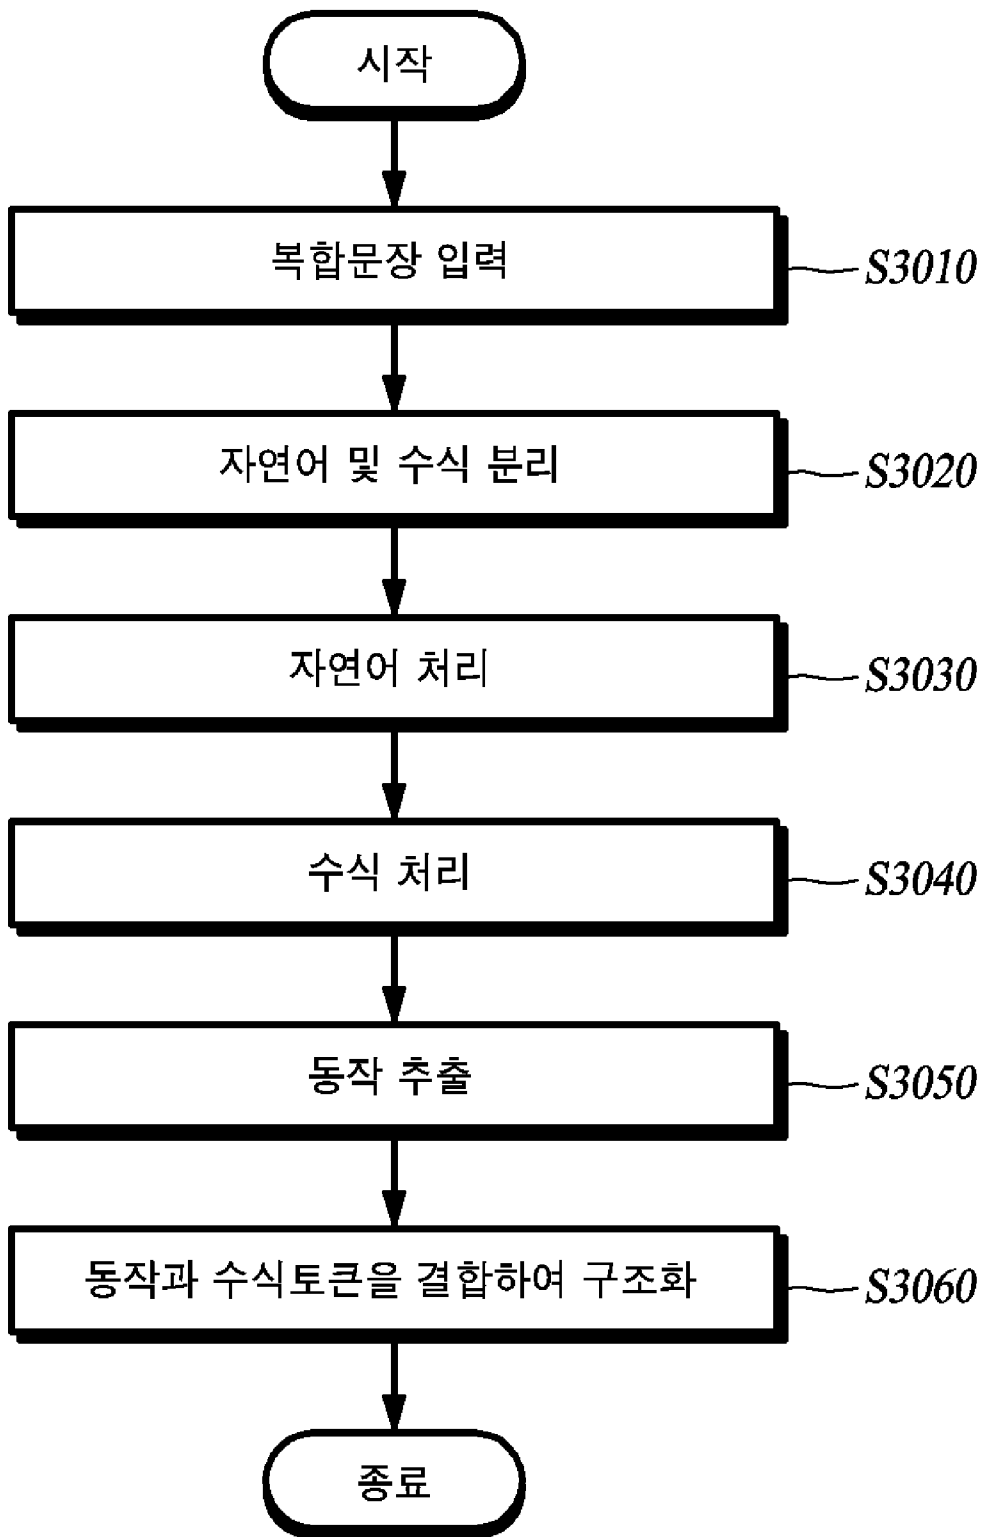 시작
복합문장 입력
S3010
자연어 및 수식 분리
S3020
자연어 처리
S3030
수식 처리
S3040
동작 추출
S3050
동작과 수식토큰을 결합하여 구조화
S3060
종료